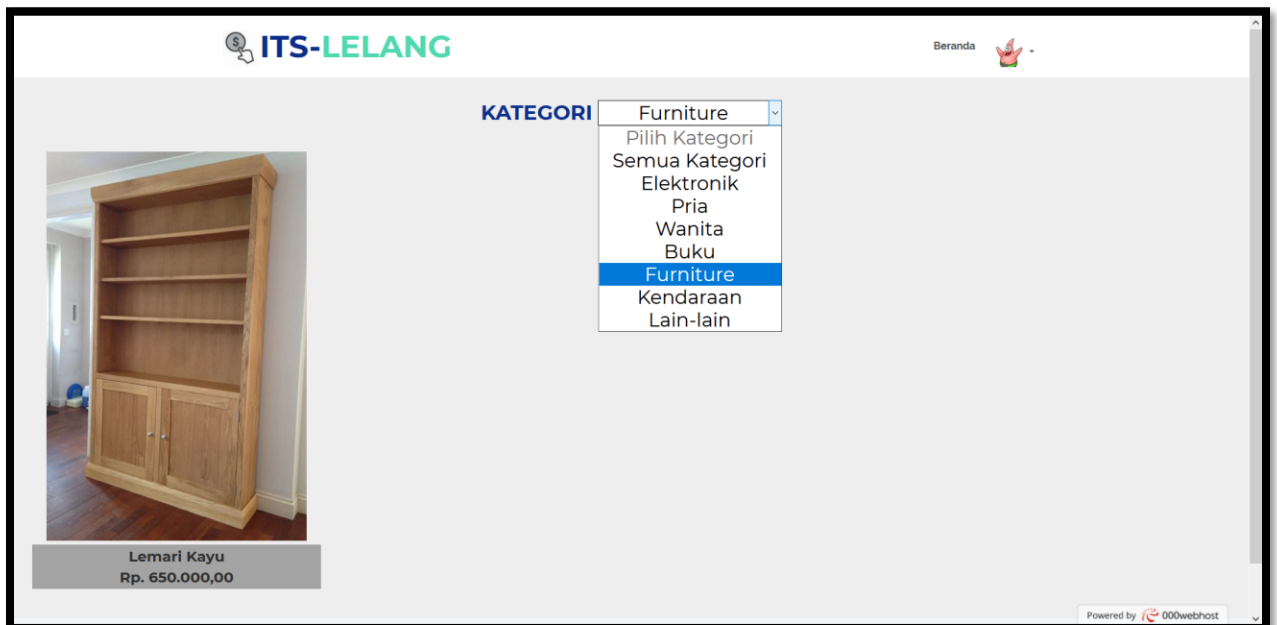 ITS-LELANG
Beranda
KATEGORI Furniture
Pilih Kategori
Semua Kategori
Elektronik
Pria
Wanita
Buku
Furniture
Kendaraan
Lain-lain
Lemari Kayu
Rp. 650.000,00
Powered by 000webhost